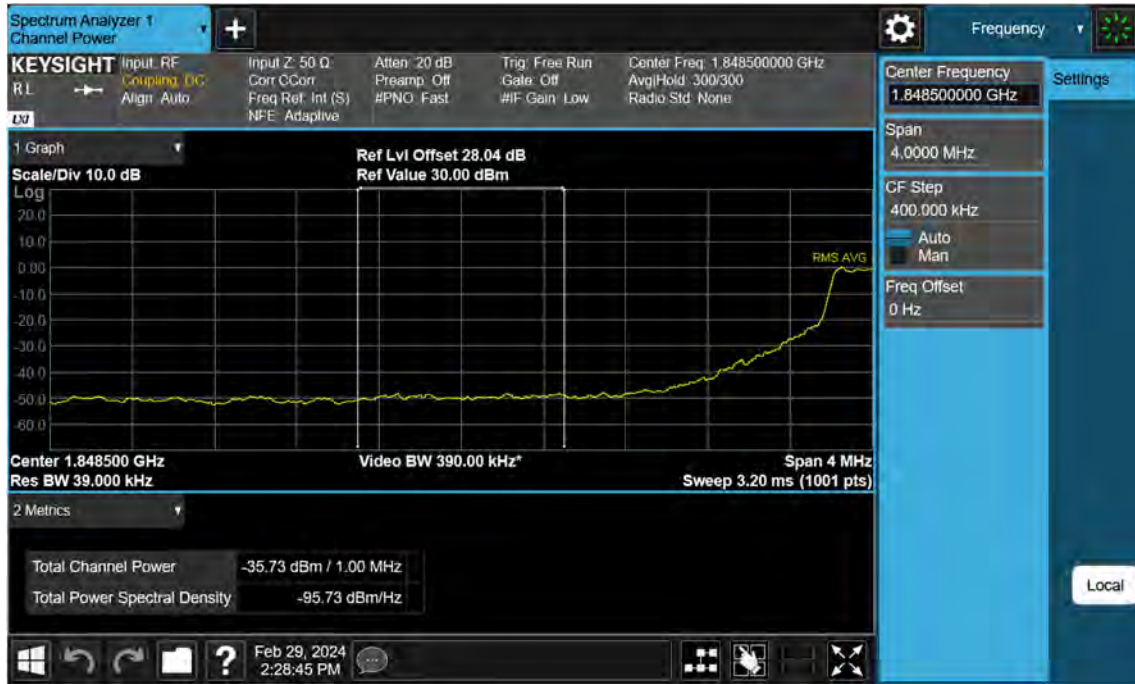 Spectrum Analyzer 1
Channel Power
+
Frequency
KEYSIGHT
RL
LXI
Input: RF
Coupling: DC
Align: Auto
Input Z: 50 Ω
Corr CCorr
Freq Ref: Int (S)
NFE: Adaptive
Atten: 20 dB
Preamp: Off
#PNO: Fast
Trig: Free Run
Gate: Off
#IF Gain: Low
Center Freq: 1.848500000 GHz
Avg|Hold: 300/300
Radio Std: None
Center Frequency
1.848500000 GHz
Settings
Span
4.0000 MHz
CF Step
400.000 kHz
Auto
Man
Freq Offset
0 Hz
Local
1 Graph
Scale/Div 10.0 dB
Ref Lvl Offset 28.04 dB
Ref Value 30.00 dBm
Log
20.0
10.0
0.00
-10.0
-20.0
-30.0
-40.0
-50.0
-60.0
RMS AVG
Center 1.848500 GHz
Video BW 390.00 kHz*
Span 4 MHz
Res BW 39.000 kHz
Sweep 3.20 ms (1001 pts)
2 Metrics
Total Channel Power -35.73 dBm / 1.00 MHz
Total Power Spectral Density -95.73 dBm/Hz
?
Feb 29, 2024
2:28:45 PM